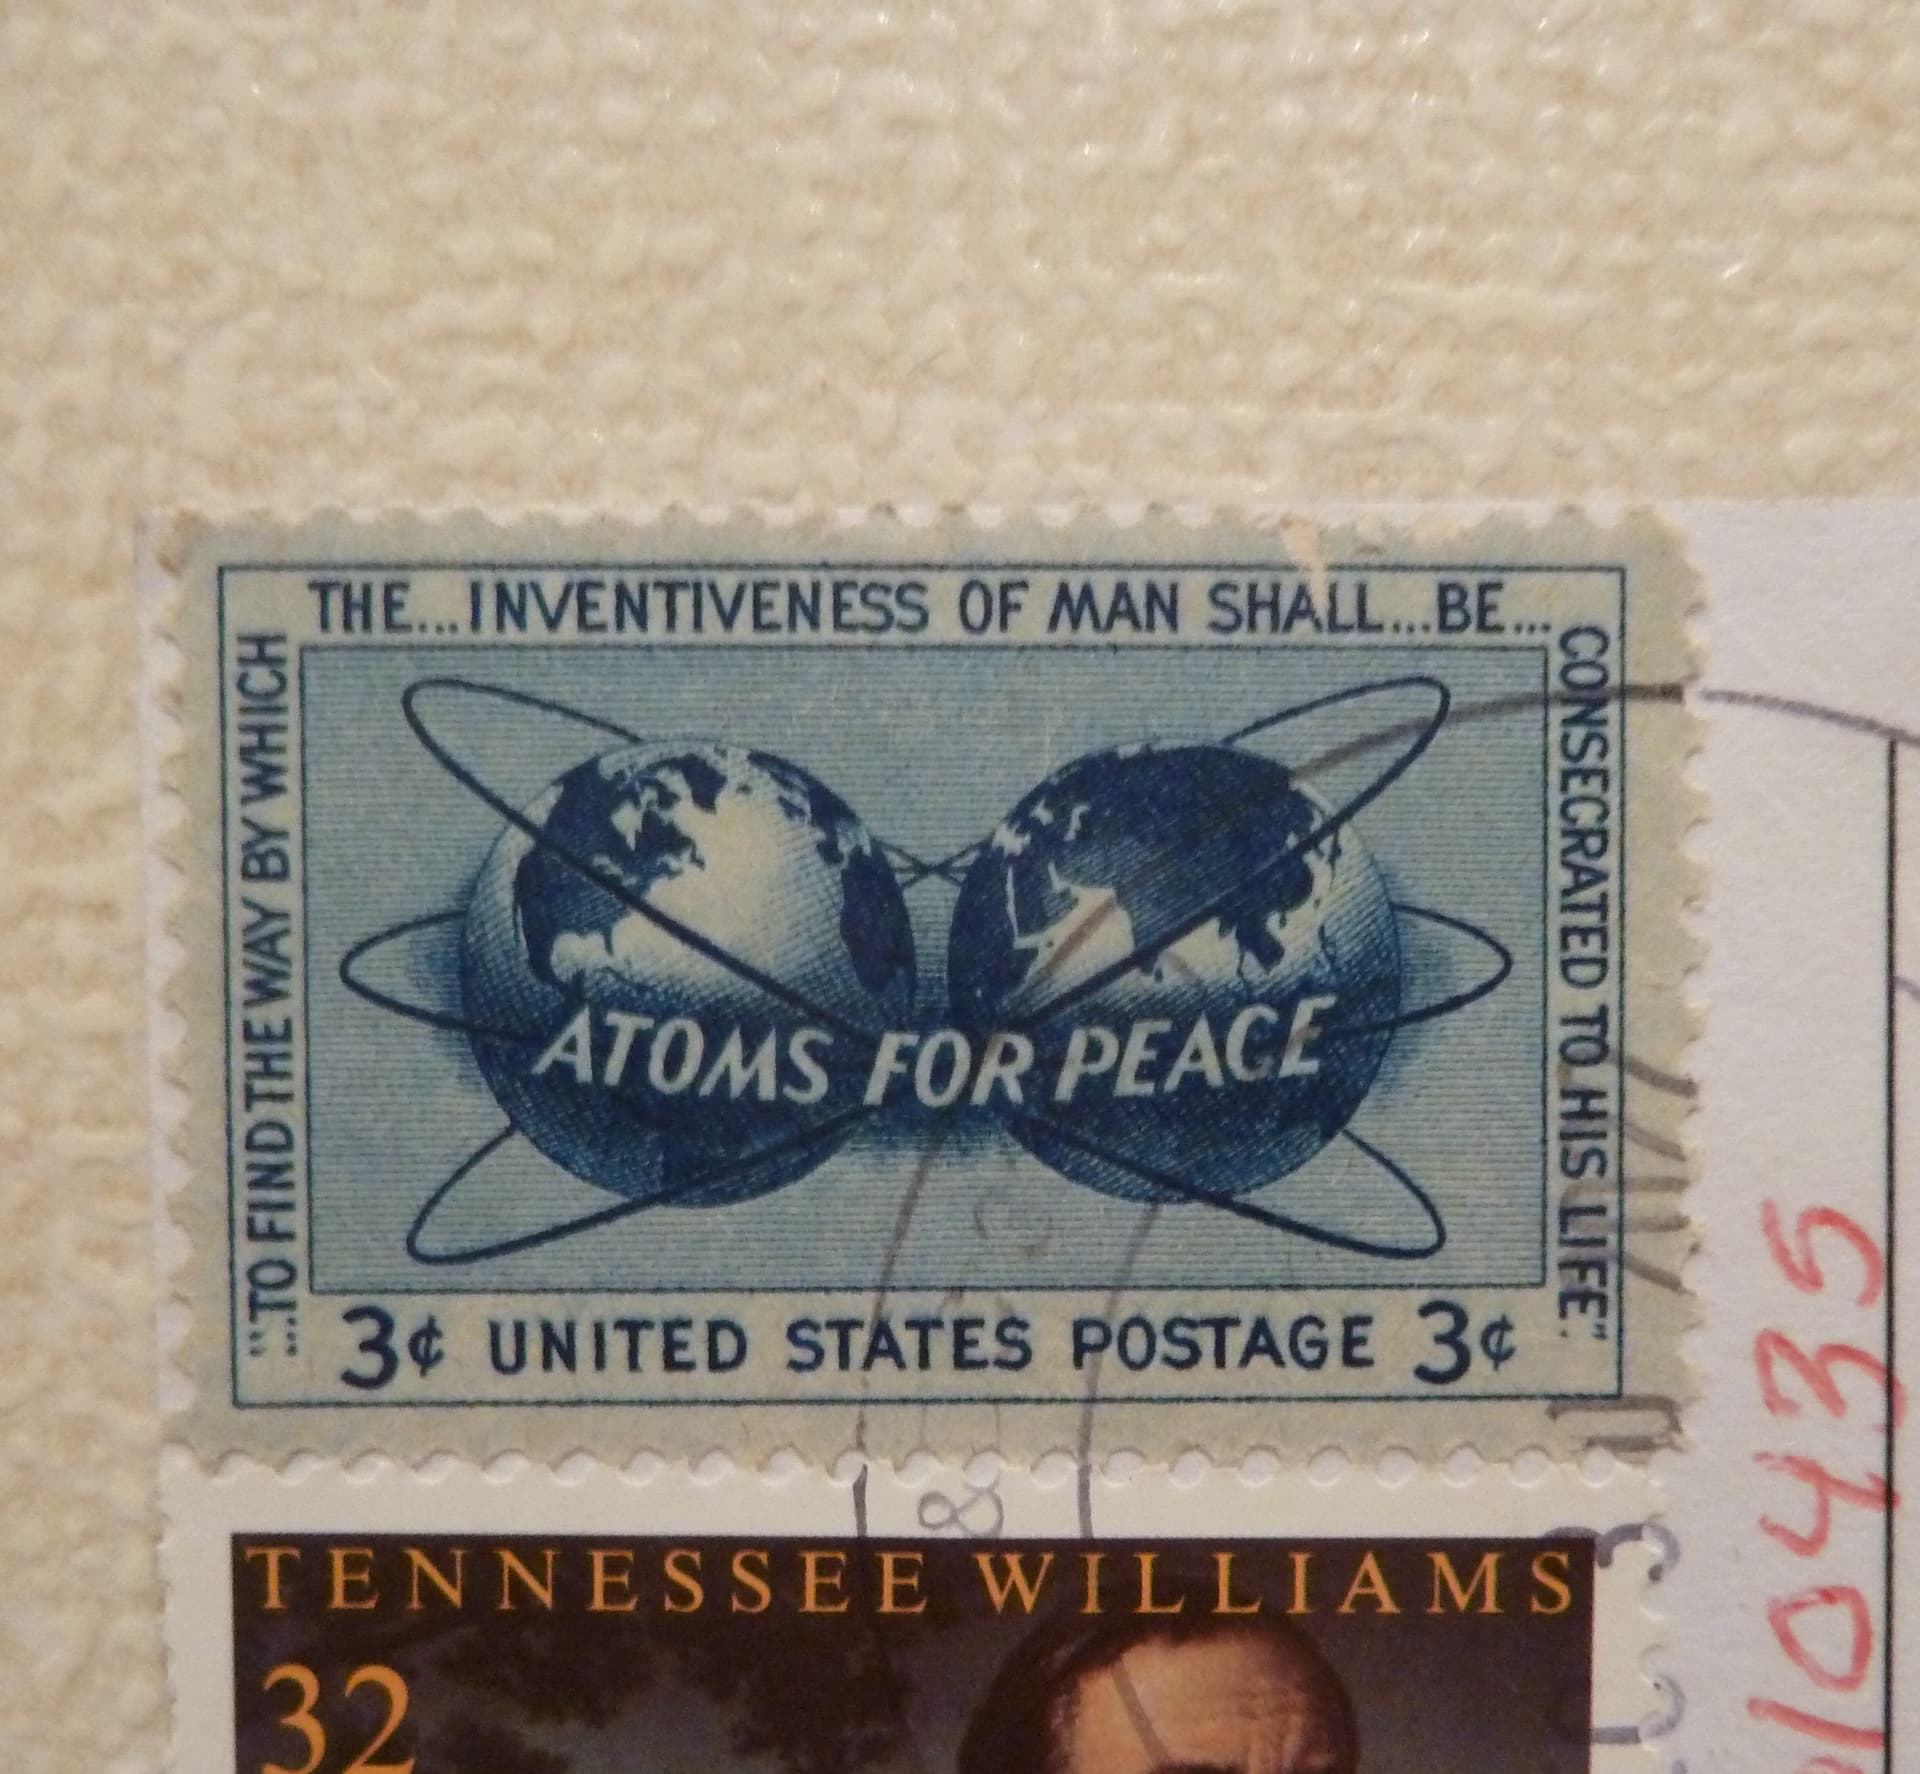 "...TO FIND THE WAY BY WHICH
THE...INVENTIVENESS OF MAN SHALL...BE...
CONSECRATED TO HIS LIFE".
ATOMS FOR PEACE
3¢ UNITED STATES POSTAGE 3¢
TENNESSEE WILLIAMS
32
10435